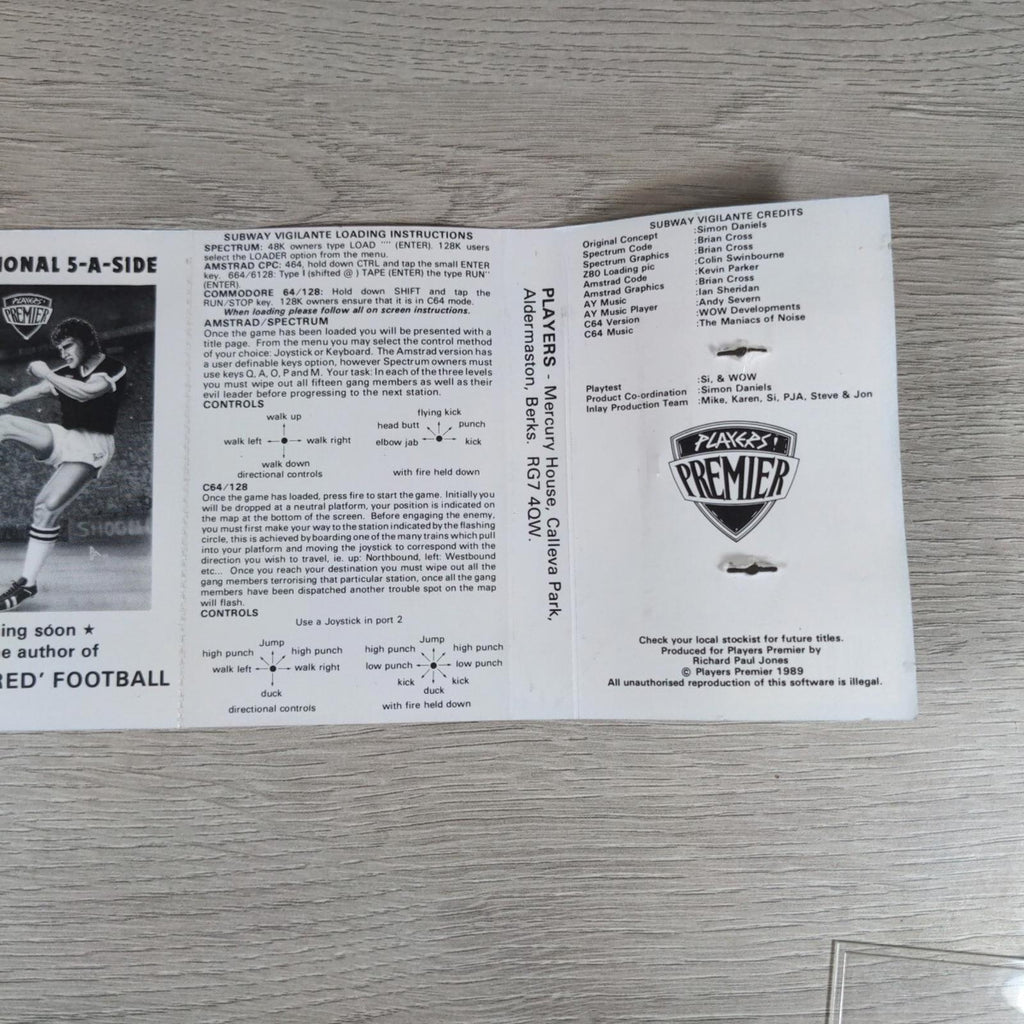 IONAL 5-A-SIDE
PLAYERS'
PREMIER
SHOGU
ing soon ★
e author of
RED' FOOTBALL
SUBWAY VIGILANTE LOADING INSTRUCTIONS
SPECTRUM: 48K owners type LOAD "" (ENTER). 128K users
select the LOADER option from the menu.
AMSTRAD CPC: 464, hold down CTRL and tap the small ENTER
key. 664/6128: Type I (shifted @ ) TAPE (ENTER) the type RUN"
(ENTER).
COMMODORE 64/128: Hold down SHIFT and tap the
RUN/STOP key. 128K owners ensure that it is in C64 mode.
When loading please follow all on screen instructions.
AMSTRAD/SPECTRUM
Once the game has been loaded you will be presented with a
title page. From the menu you may select the control method
of your choice: Joystick or Keyboard. The Amstrad version has
a user definable keys option, however Spectrum owners must
use keys Q, A, O, P and M. Your task: In each of the three levels
you must wipe out all fifteen gang members as well as their
evil leader before progressing to the next station.
CONTROLS
walk up
walk left walk right
walk down
directional controls
flying kick
head butt punch
elbow jab kick
with fire held down
C64/128
Once the game has loaded, press fire to start the game. Initially you
will be dropped at a neutral platform, your position is indicated on
the map at the bottom of the screen. Before engaging the enemy,
you must first make your way to the station indicated by the flashing
circle, this is achieved by boarding one of the many trains which pull
into your platform and moving the joystick to correspond with the
direction you wish to travel, ie. up: Northbound, left: Westbound
etc... Once you reach your destination you must wipe out all the
gang members terrorising that particular station, once all the gang
members have been dispatched another trouble spot on the map
will flash.
CONTROLS
Use a Joystick in port 2
Jump
high punch high punch
walk left walk right
duck
directional controls
Jump
high punch high punch
low punch low punch
kick kick
duck
with fire held down
PLAYERS - Mercury House, Calleva Park,
Aldermaston, Berks. RG7 4QW.
SUBWAY VIGILANTE CREDITS
Original Concept :Simon Daniels
Spectrum Code :Brian Cross
Spectrum Graphics :Brian Cross
Z80 Loading pic :Colin Swinbourne
Amstrad Code :Kevin Parker
Amstrad Graphics :Brian Cross
AY Music :Ian Sheridan
AY Music Player :Andy Severn
C64 Version :WOW Developments
C64 Music :The Maniacs of Noise
Playtest :Si, & WOW
Product Co-ordination :Simon Daniels
Inlay Production Team :Mike, Karen, Si, PJA, Steve & Jon
PLAYERS'
PREMIER
Check your local stockist for future titles.
Produced for Players Premier by
Richard Paul Jones
© Players Premier 1989
All unauthorised reproduction of this software is illegal.